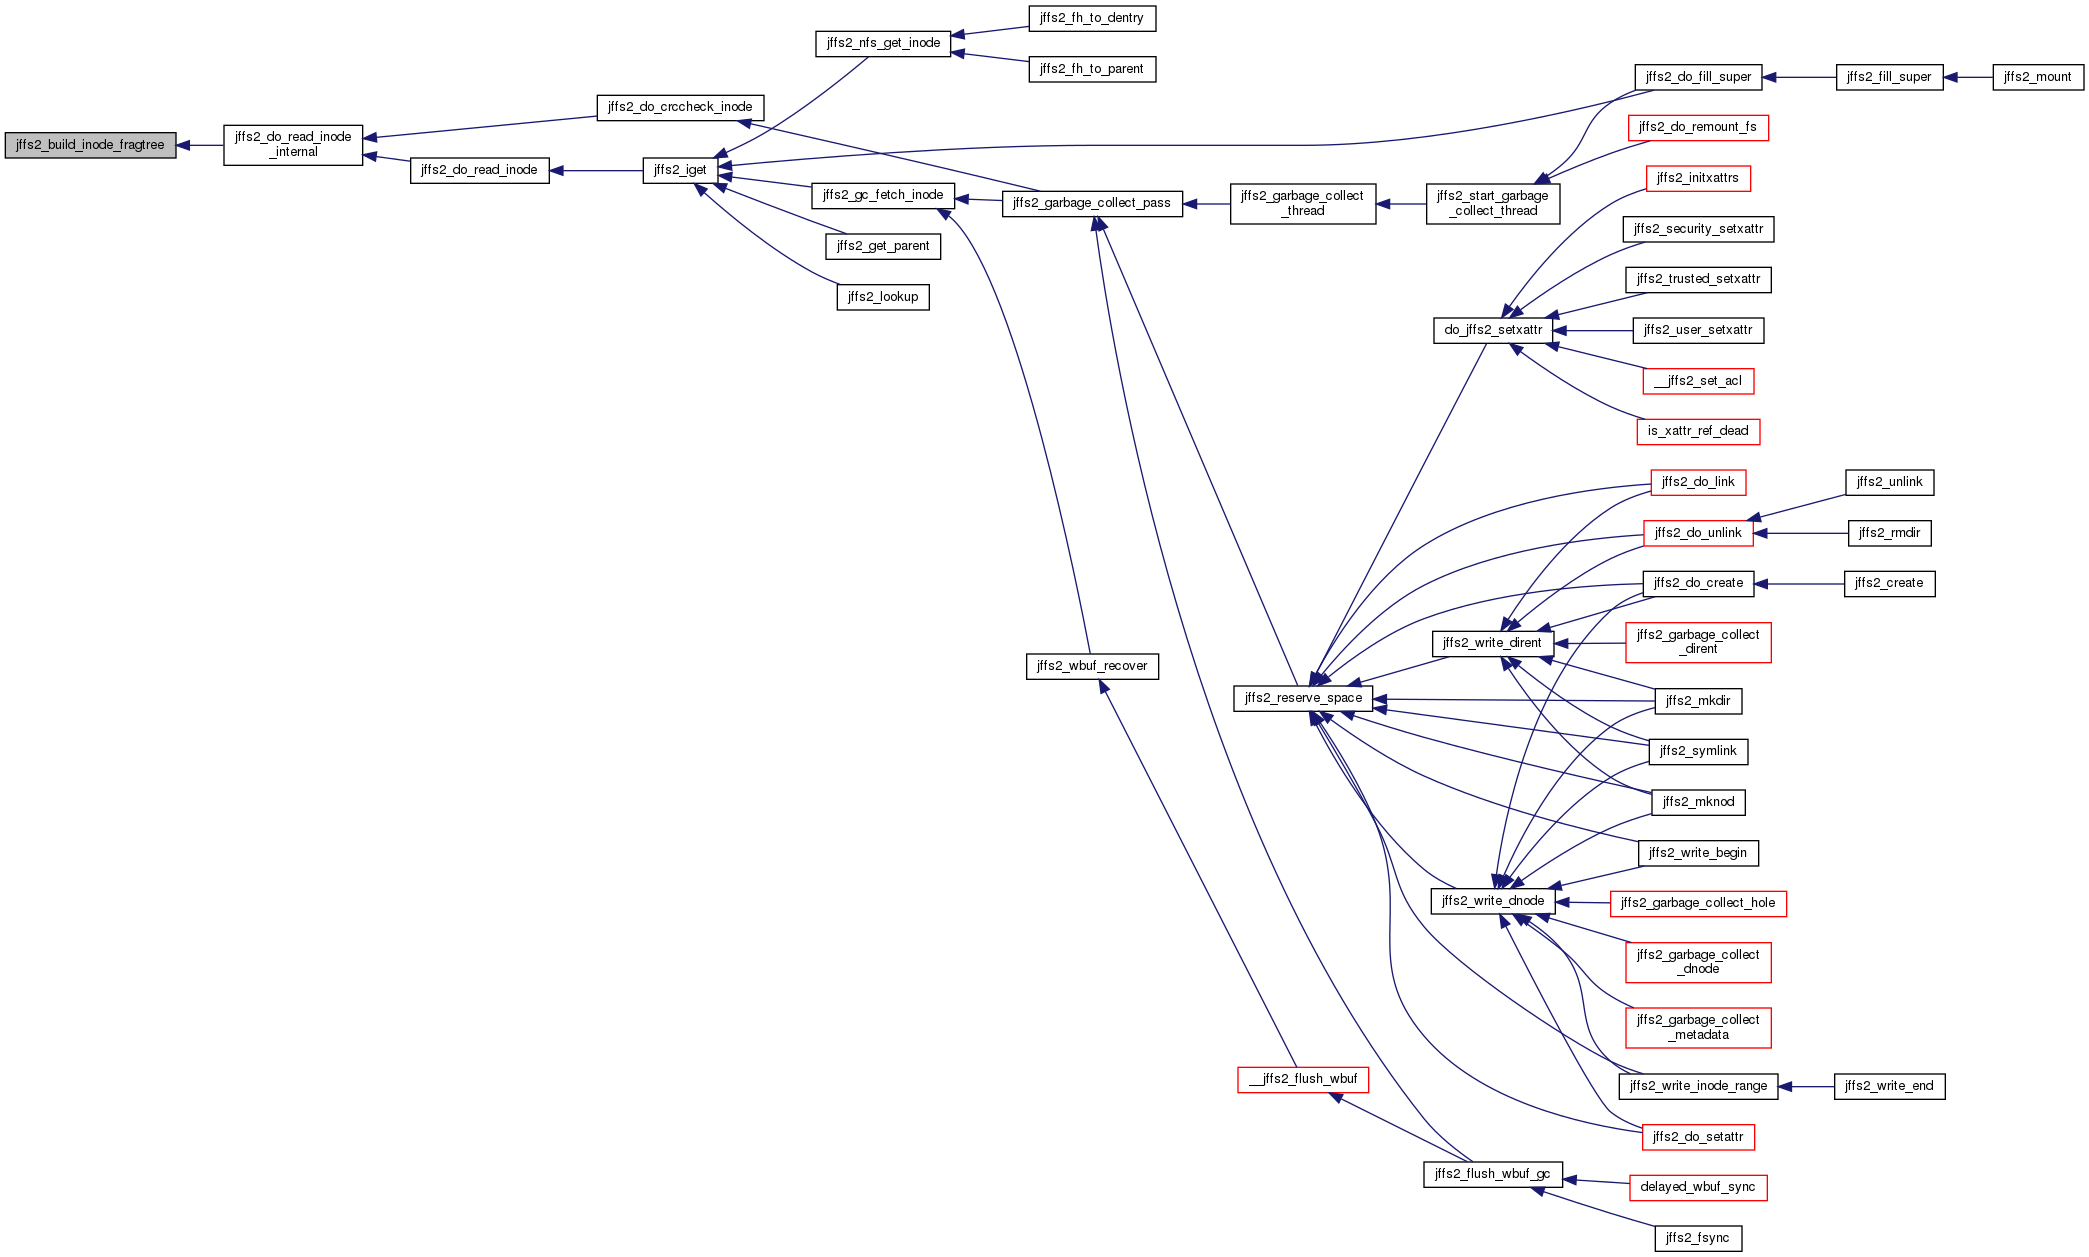 jffs2_build_inode_fragtree
jffs2_do_read_inode
_internal
jffs2_do_crccheck_inode
jffs2_do_read_inode
jffs2_iget
jffs2_nfs_get_inode
jffs2_gc_fetch_inode
jffs2_get_parent
jffs2_lookup
jffs2_fh_to_dentry
jffs2_fh_to_parent
jffs2_garbage_collect_pass
jffs2_wbuf_recover
jffs2_garbage_collect
_thread
jffs2_reserve_space
__jffs2_flush_wbuf
jffs2_start_garbage
_collect_thread
do_jffs2_setxattr
jffs2_write_dirent
jffs2_write_dnode
jffs2_flush_wbuf_gc
jffs2_do_fill_super
jffs2_do_remount_fs
jffs2_initxattrs
jffs2_security_setxattr
jffs2_trusted_setxattr
jffs2_user_setxattr
__jffs2_set_acl
is_xattr_ref_dead
jffs2_do_link
jffs2_do_unlink
jffs2_do_create
jffs2_garbage_collect
_dirent
jffs2_mkdir
jffs2_symlink
jffs2_mknod
jffs2_write_begin
jffs2_garbage_collect_hole
jffs2_garbage_collect
_dnode
jffs2_garbage_collect
_metadata
jffs2_write_inode_range
jffs2_do_setattr
delayed_wbuf_sync
jffs2_fsync
jffs2_fill_super
jffs2_unlink
jffs2_rmdir
jffs2_create
jffs2_write_end
jffs2_mount